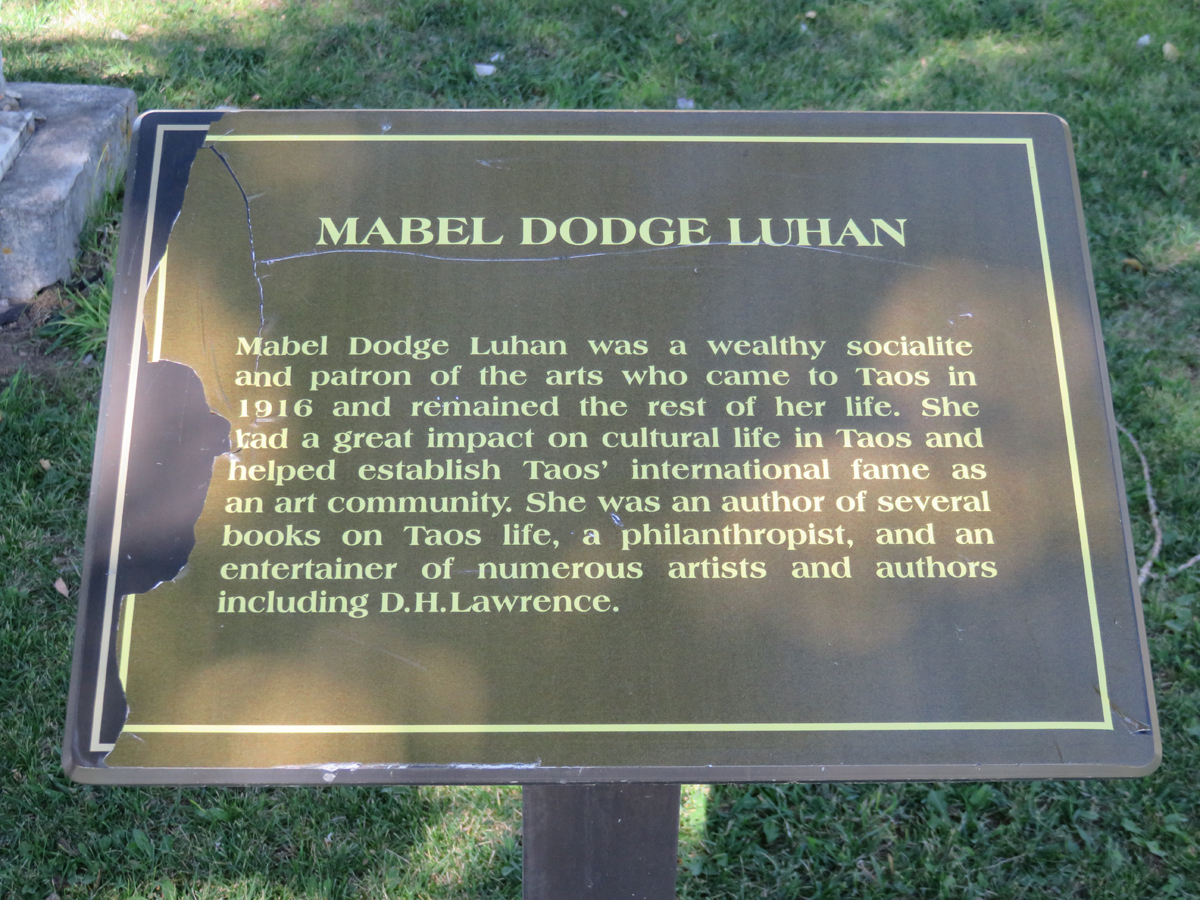 MABEL DODGE LUHAN
Mabel Dodge Luhan was a wealthy socialite
and patron of the arts who came to Taos in
1916 and remained the rest of her life. She
had a great impact on cultural life in Taos and
helped establish Taos' international fame as
an art community. She was an author of several
books on Taos life, a philanthropist, and an
entertainer of numerous artists and authors
including D.H.Lawrence.